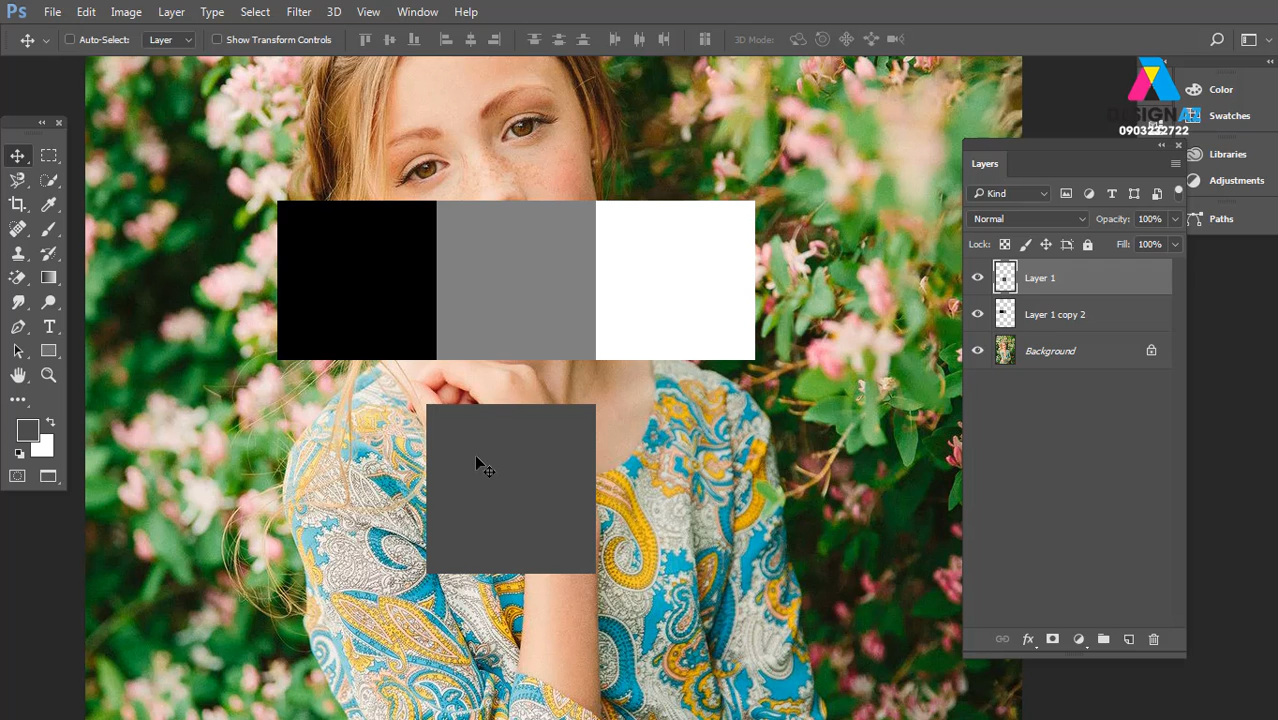 Ps File Edit Image Layer Type Select Filter 3D View Window Help
Auto-Select: Layer Show Transform Controls 3D Mode:
DESIGN
0903222722
Color
Swatches
Libraries
Adjustments
Paths
Layers
Kind
Normal Opacity: 100%
Lock: Fill: 100%
Layer 1
Layer 1 copy 2
Background